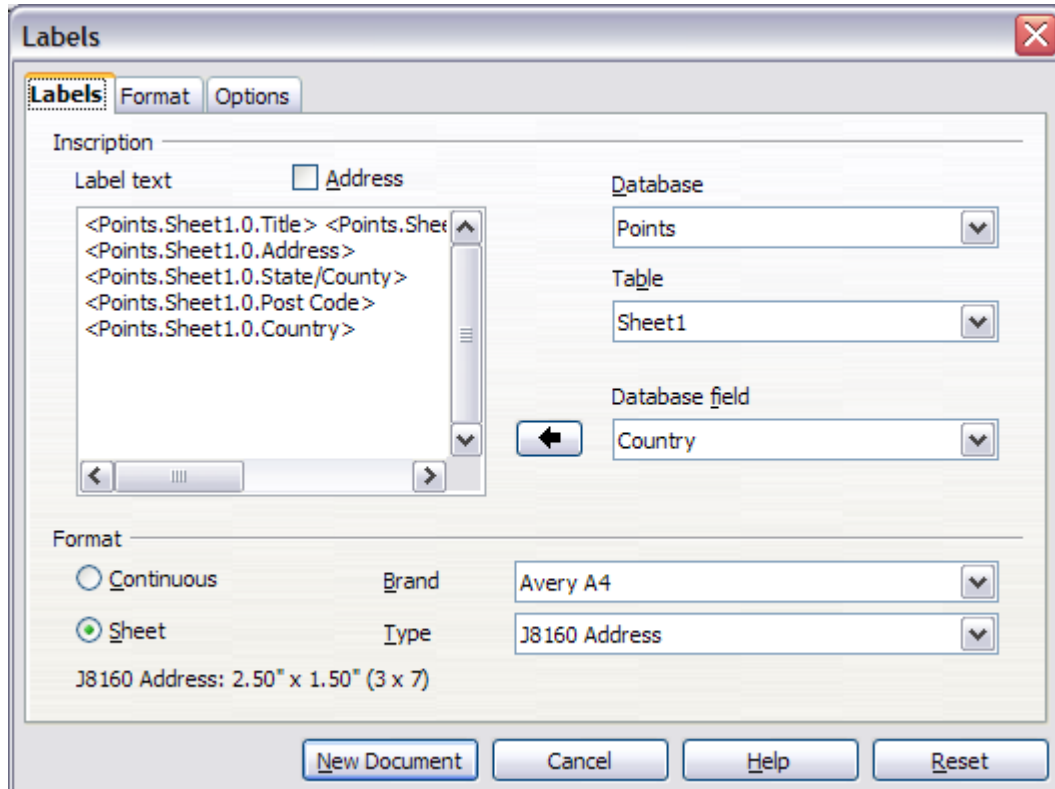 Labels
Labels Format Options
Inscription
Label text Address
<Points.Sheet1.0.Title> <Points.Shee
<Points.Sheet1.0.Address>
<Points.Sheet1.0.State/County>
<Points.Sheet1.0.Post Code>
<Points.Sheet1.0.Country>
Database
Points
Table
Sheet1
Database field
Country
Format
Continuous Brand Avery A4
Sheet Type J8160 Address
J8160 Address: 2.50" x 1.50" (3 x 7)
New Document Cancel Help Reset